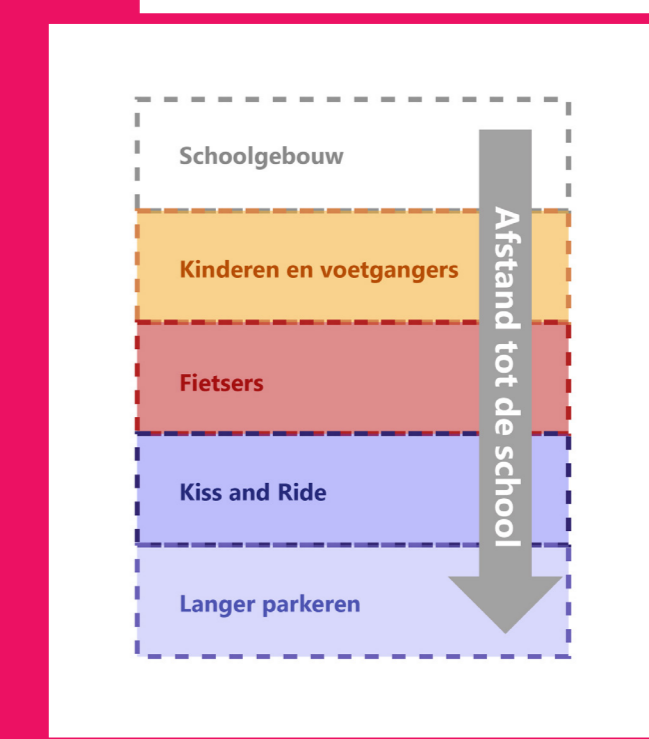 Schoolgebouw
Kinderen en voetgangers
Fietsers
Kiss and Ride
Langer parkeren
Afstand tot de school